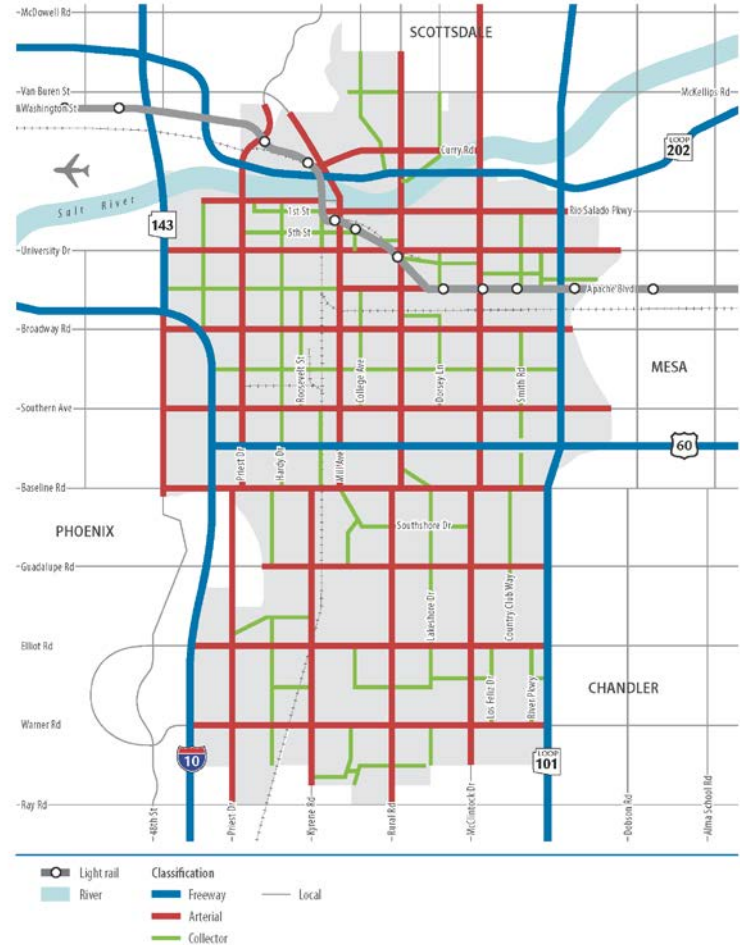 McDowell Rd
SCOTTSDALE
Van Buren St
McKellips Rd
Washington St
LOOP
202
Curry Rd
Salt River
143
1st St
Rio Salado Pkwy
5th St
University Dr
Apache Blvd
Broadway Rd
Roosevelt St
College Ave
Dorsey Ln
Smith Rd
MESA
Southern Ave
60
Priest Dr
Hardy Dr
Mill Ave
Baseline Rd
PHOENIX
Southshore Dr
Guadalupe Rd
Lakeshore Dr
Country Club Way
Elliot Rd
Los Feliz Dr
River Pkwy
CHANDLER
Warner Rd
10
LOOP
101
Ray Rd
48th St
Priest Dr
Kyrene Rd
Rural Rd
McClintock Dr
Dobson Rd
Alma School Rd
Light rail
River
Classification
Freeway
Arterial
Collector
Local